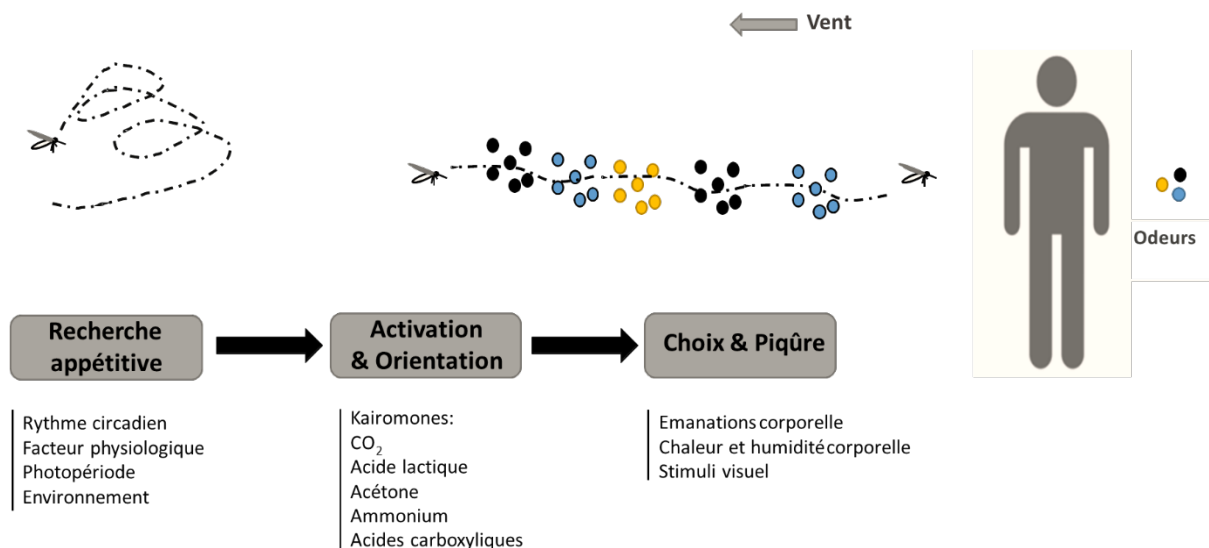 Vent
Odeurs
Recherche
appétitive
Activation
& Orientation
Choix & Piqûre
Rythme circadien
Facteur physiologique
Photopériode
Environnement
Kairomones:
CO₂
Acide lactique
Acétone
Ammonium
Acides carboxyliques
Emanations corporelle
Chaleur et humidité corporelle
Stimuli visuel